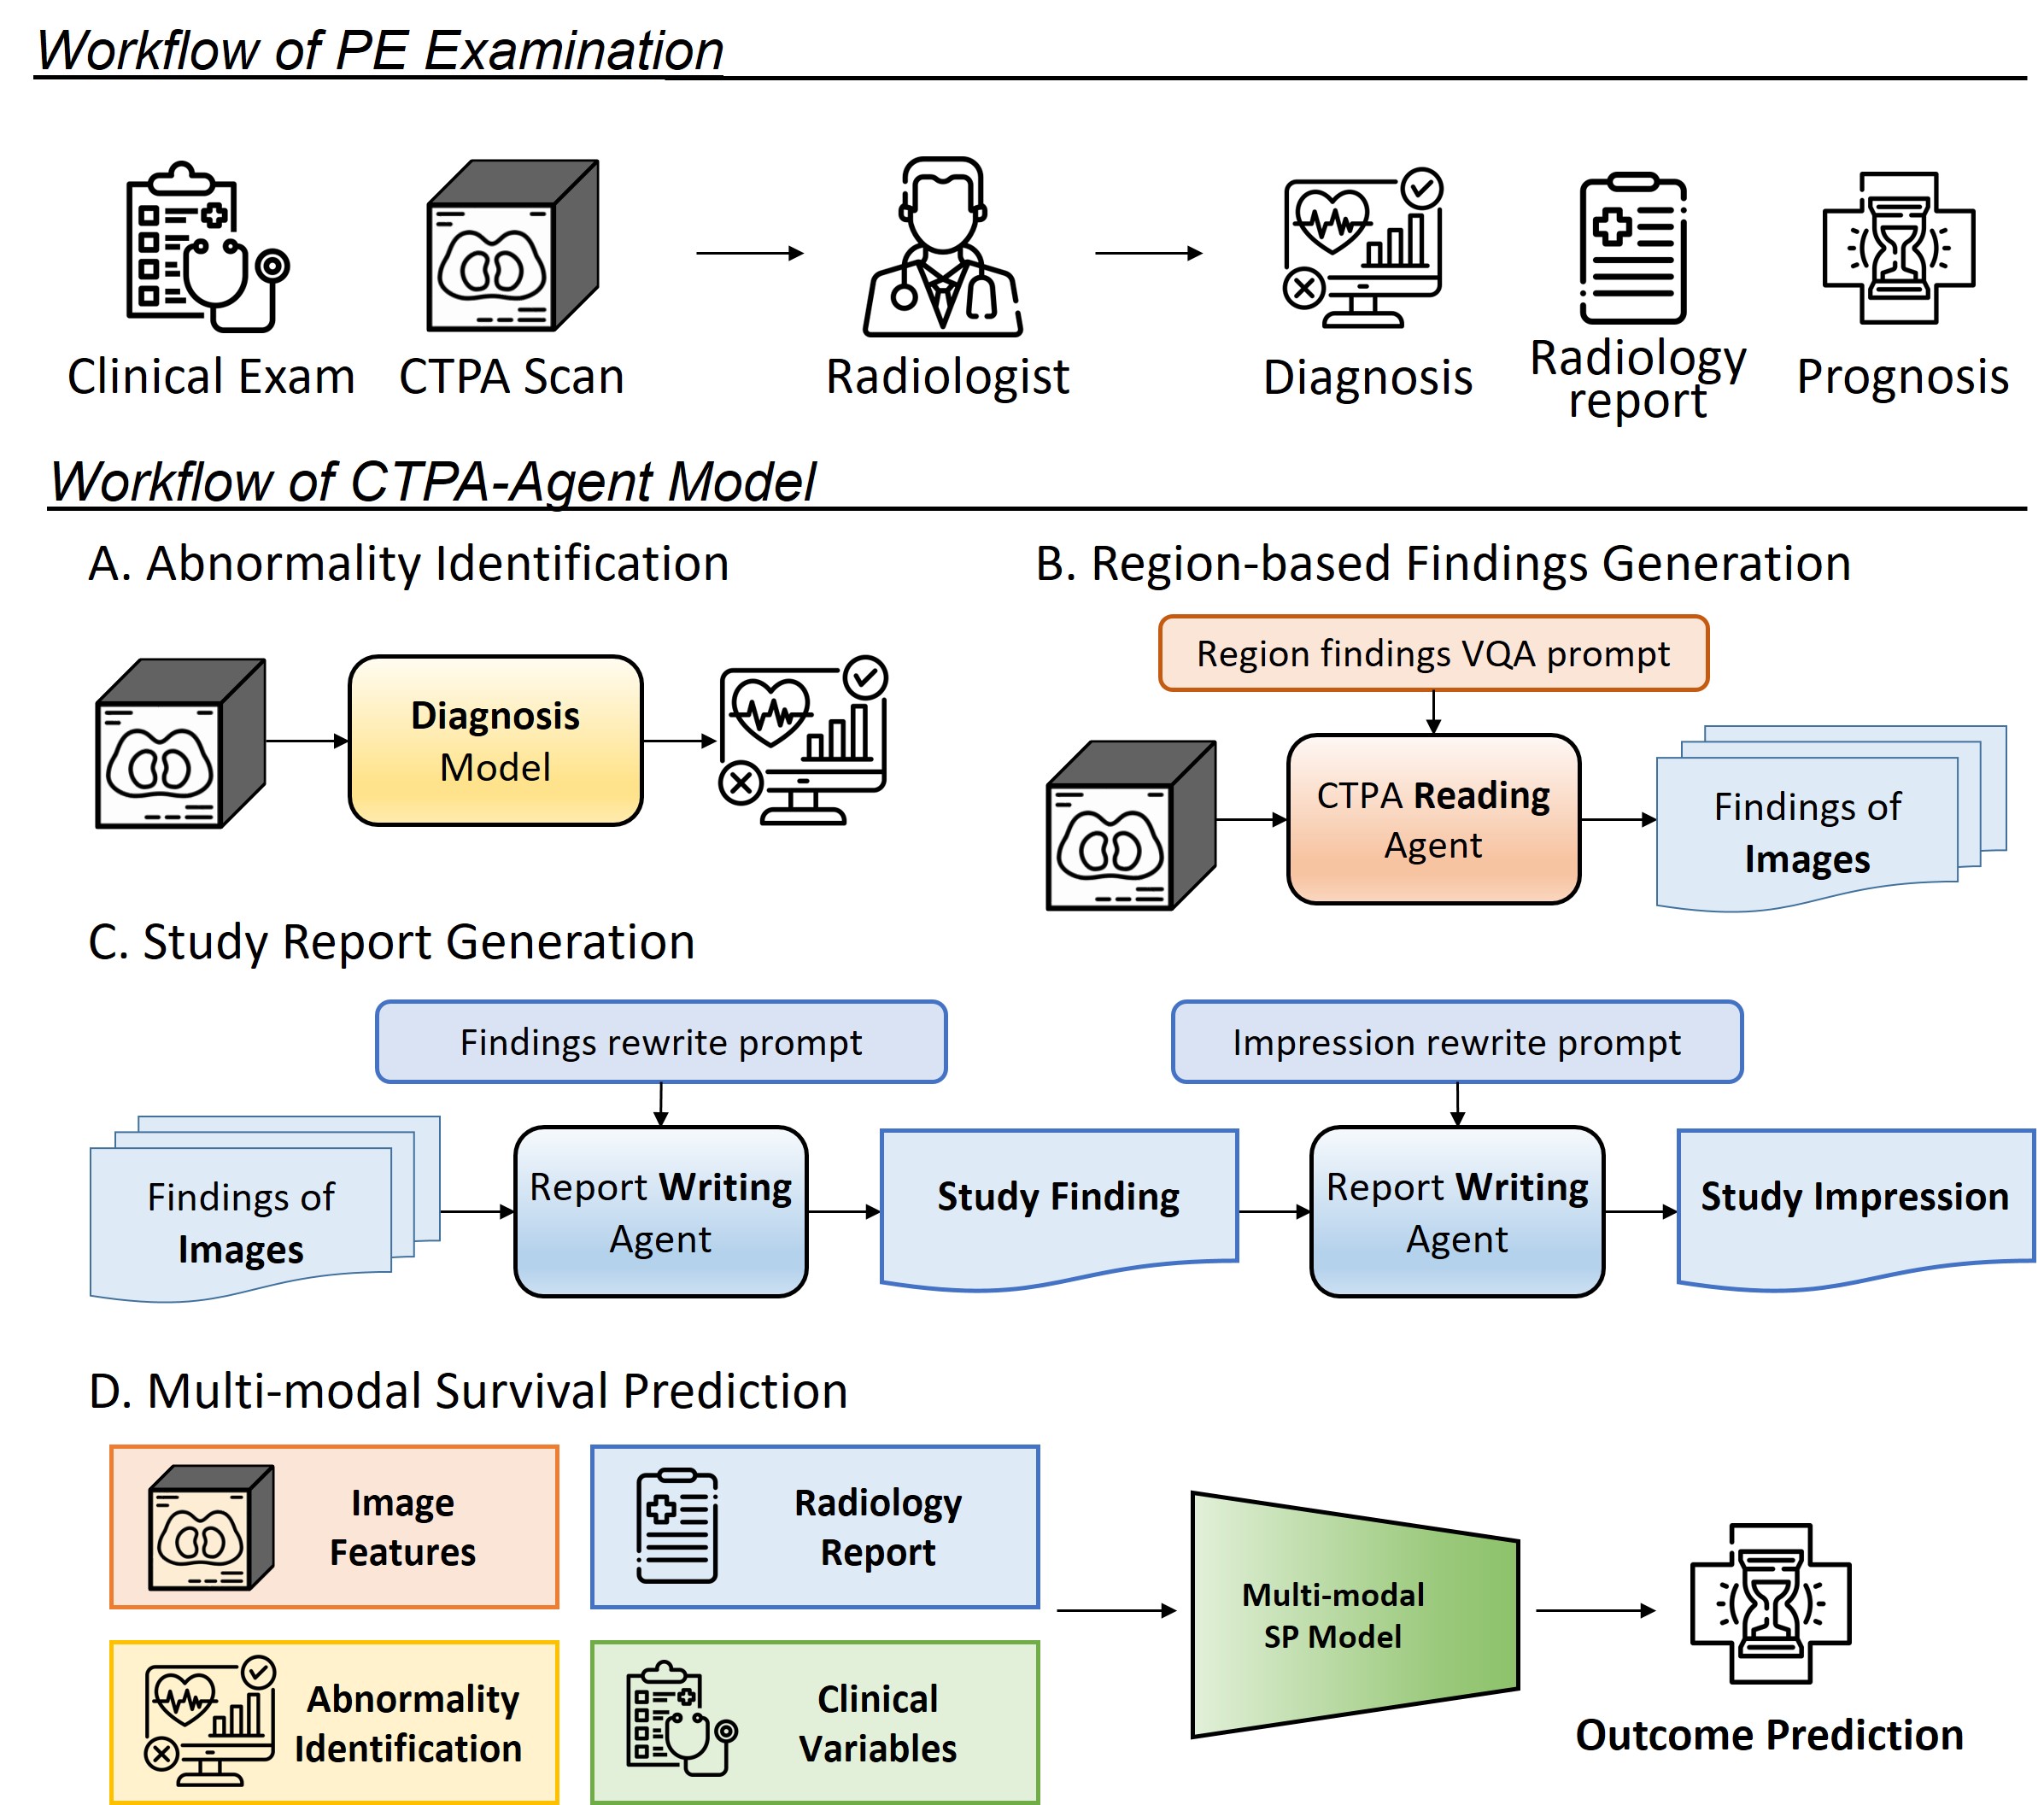 Workflow of PE Examination
Clinical Exam
CTPA Scan
Radiologist
Diagnosis
Radiology
report
Prognosis
Workflow of CTPA-Agent Model
A. Abnormality Identification
Diagnosis
Model
B. Region-based Findings Generation
Region findings VQA prompt
CTPA Reading
Agent
Findings of
Images
C. Study Report Generation
Findings rewrite prompt
Impression rewrite prompt
Findings of
Images
Report Writing
Agent
Study Finding
Report Writing
Agent
Study Impression
D. Multi-modal Survival Prediction
Image
Features
Radiology
Report
Abnormality
Identification
Clinical
Variables
Multi-modal
SP Model
Outcome Prediction